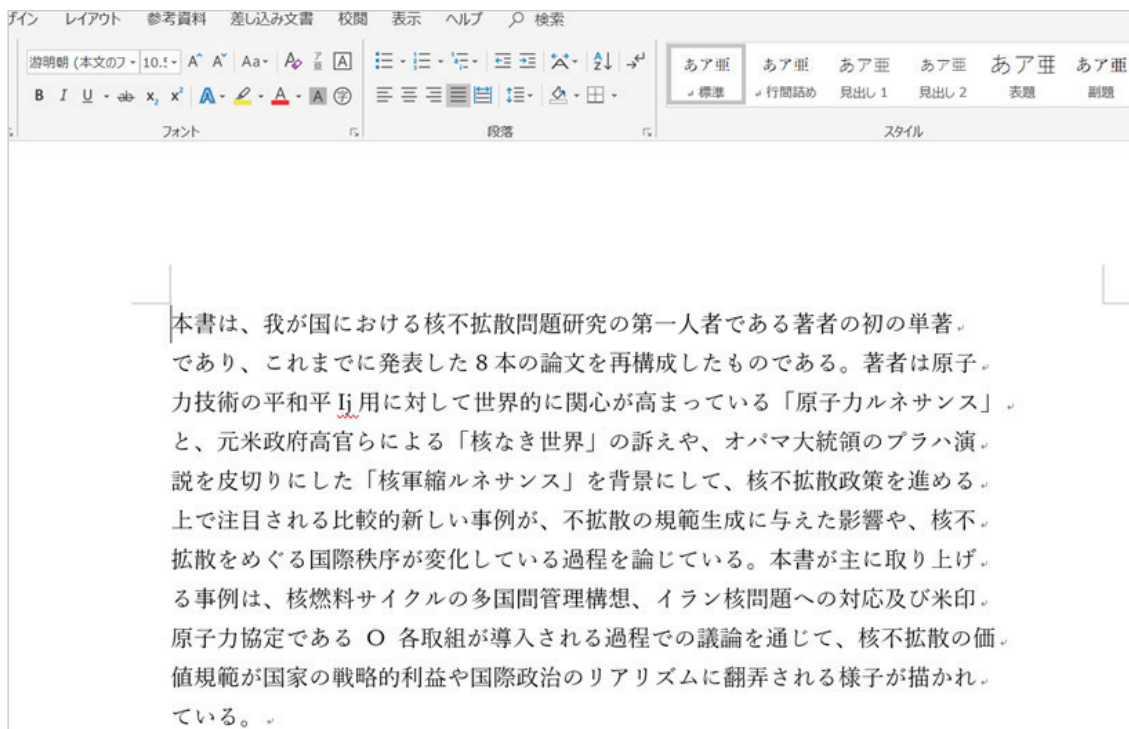 ザイン レイアウト 参考資料 差し込み文書 校閲 表示 ヘルプ 検索
游明朝 (本文のフ 10.5 A A Aa A ア亜 A あア亜 あア亜 あア亜 あア亜 あア亜 あア亜
B I U ab x₂ x² A A A 字 標準 行間詰め 見出し 1 見出し 2 表題 副題
フォント 段落 スタイル
本書は、我が国における核不拡散問題研究の第一人者である著者の初の単著
であり、これまでに発表した 8 本の論文を再構成したものである。著者は原子
力技術の平和平 Ij 用に対して世界的に関心が高まっている「原子力ルネサンス」
と、元米政府高官らによる「核なき世界」の訴えや、オバマ大統領のプラハ演
説を皮切りにした「核軍縮ルネサンス」を背景にして、核不拡散政策を進める
上で注目される比較的新しい事例が、不拡散の規範生成に与えた影響や、核不
拡散をめぐる国際秩序が変化している過程を論じている。本書が主に取り上げ
る事例は、核燃料サイクルの多国間管理構想、イラン核問題への対応及び米印
原子力協定である O 各取組が導入される過程での議論を通じて、核不拡散の価
値規範が国家の戦略的利益や国際政治のリアリズムに翻弄される様子が描かれ
ている。